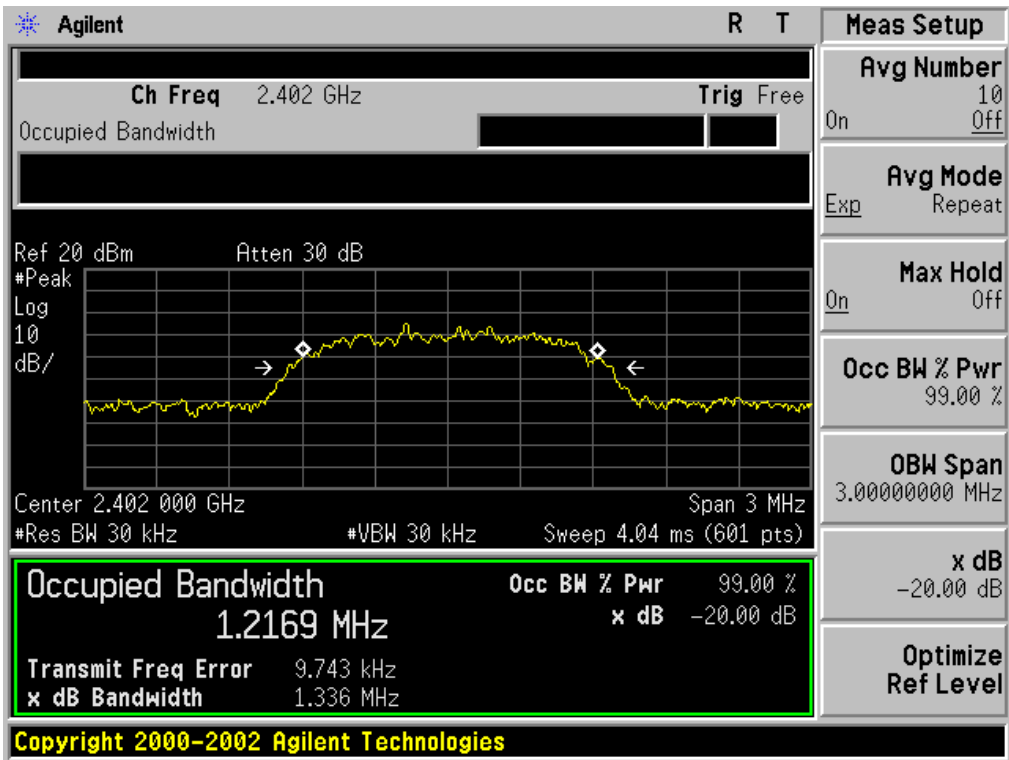 Agilent R T
Ch Freq 2.402 GHz Trig Free
Occupied Bandwidth
Ref 20 dBm Atten 30 dB
#Peak
Log
10
dB/
Center 2.402 000 GHz Span 3 MHz
#Res BW 30 kHz #VBW 30 kHz Sweep 4.04 ms (601 pts)
Occupied Bandwidth Occ BW % Pwr 99.00 %
1.2169 MHz x dB -20.00 dB
Transmit Freq Error 9.743 kHz
x dB Bandwidth 1.336 MHz
Copyright 2000-2002 Agilent Technologies
Meas Setup
Avg Number
10
On Off
Avg Mode
Exp Repeat
Max Hold
On Off
Occ BW % Pwr
99.00 %
OBW Span
3.00000000 MHz
x dB
-20.00 dB
Optimize
Ref Level